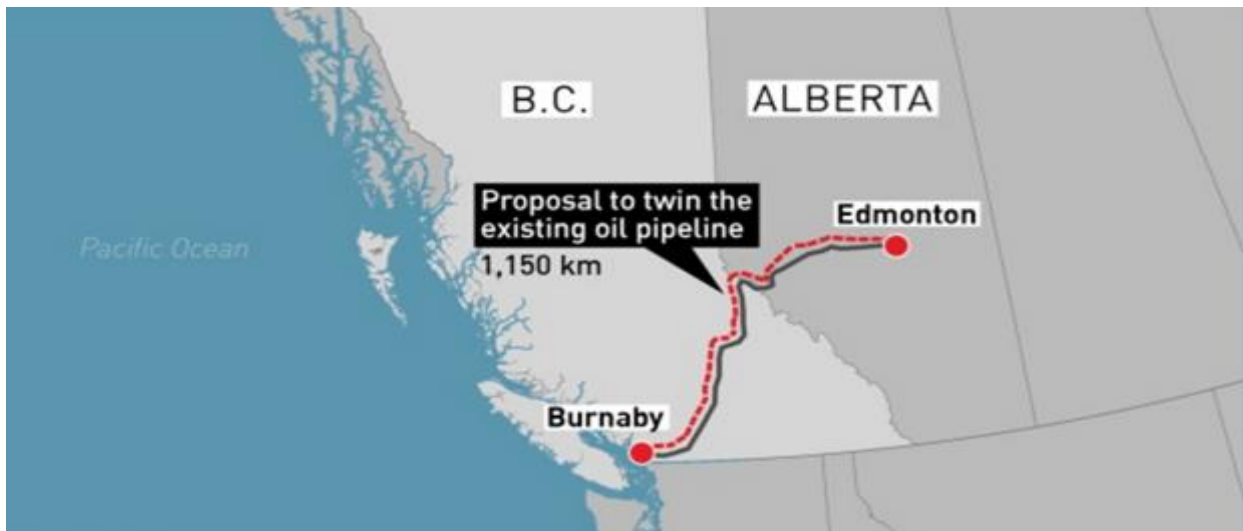 B.C.
ALBERTA
Proposal to twin the
existing oil pipeline
1,150 km
Edmonton
Pacific Ocean
Burnaby